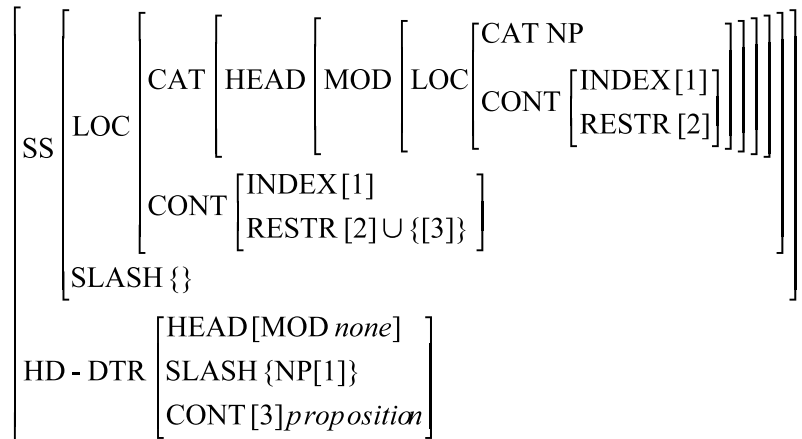 CAT NP
CAT HEAD MOD LOC
INDEX [1]
CONT
RESTR [2]
LOC
SS
INDEX [1]
CONT
RESTR [2] ∪ {[3]}
SLASH {}
HEAD [MOD none]
HD - DTR SLASH {NP[1]}
CONT [3] proposition